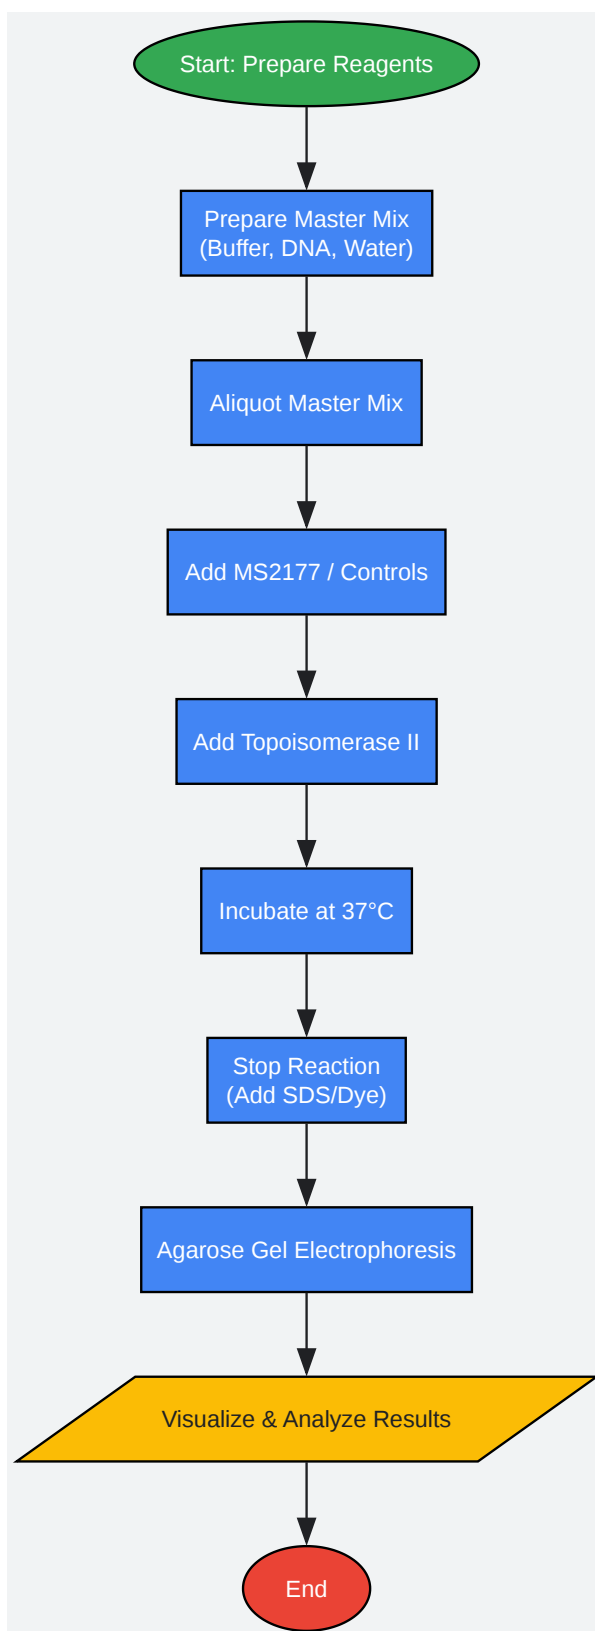 Start: Prepare Reagents
Prepare Master Mix
(Buffer, DNA, Water)
Aliquot Master Mix
Add MS2177 / Controls
Add Topoisomerase II
Incubate at 37°C
Stop Reaction
(Add SDS/Dye)
Agarose Gel Electrophoresis
Visualize & Analyze Results
End